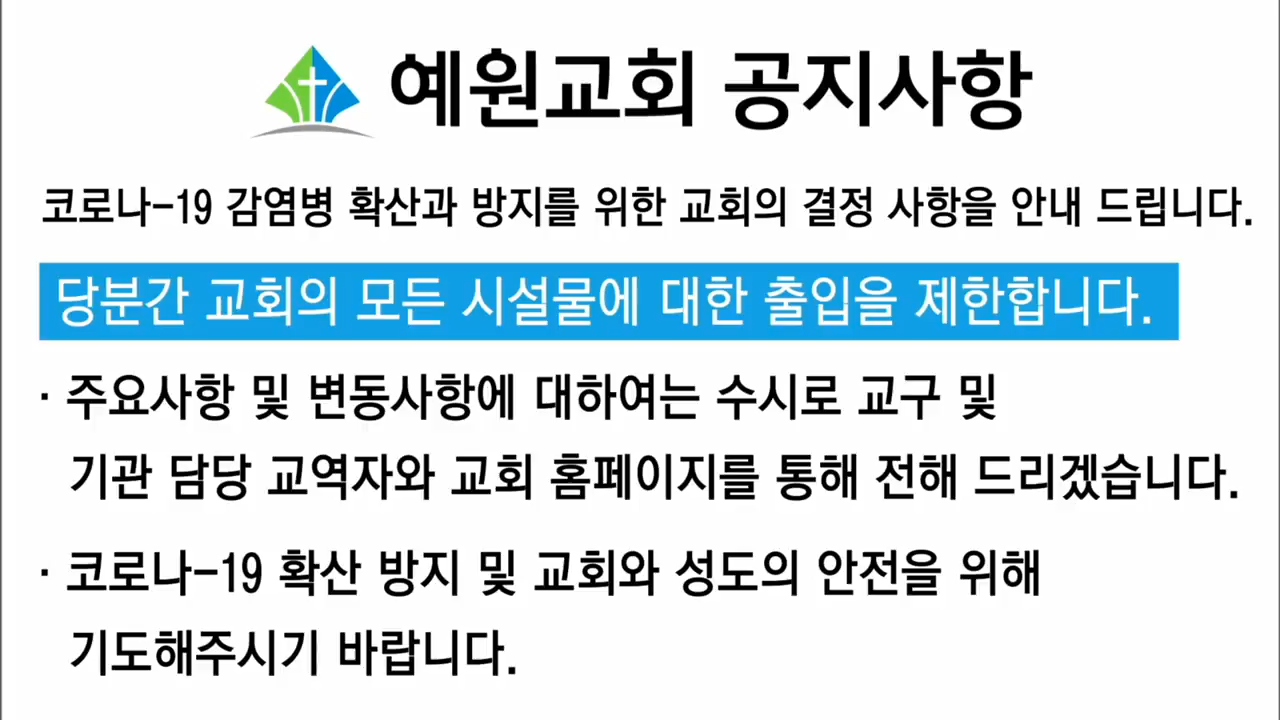 예원교회 공지사항
코로나-19 감염병 확산과 방지를 위한 교회의 결정 사항을 안내 드립니다.
당분간 교회의 모든 시설물에 대한 출입을 제한합니다.
· 주요사항 및 변동사항에 대하여는 수시로 교구 및
기관 담당 교역자와 교회 홈페이지를 통해 전해 드리겠습니다.
· 코로나-19 확산 방지 및 교회와 성도의 안전을 위해
기도해주시기 바랍니다.